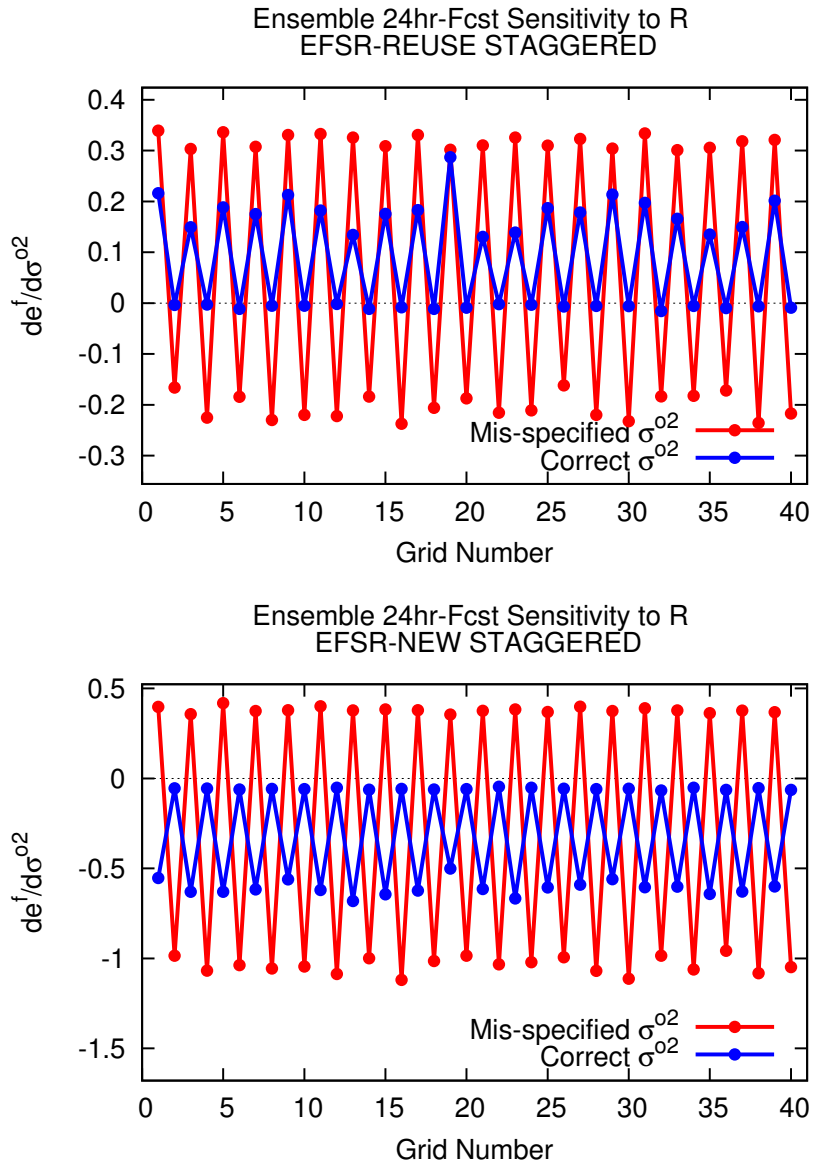 Ensemble 24hr-Fcst Sensitivity to R
EFSR-REUSE STAGGERED
0.4
0.3
0.2
0.1
0
-0.1
-0.2
-0.3
de^f/dσ^o2
Mis-specified σ^o2
Correct σ^o2
0 5 10 15 20 25 30 35 40
Grid Number
Ensemble 24hr-Fcst Sensitivity to R
EFSR-NEW STAGGERED
0.5
0
-0.5
-1
-1.5
de^f/dσ^o2
Mis-specified σ^o2
Correct σ^o2
0 5 10 15 20 25 30 35 40
Grid Number